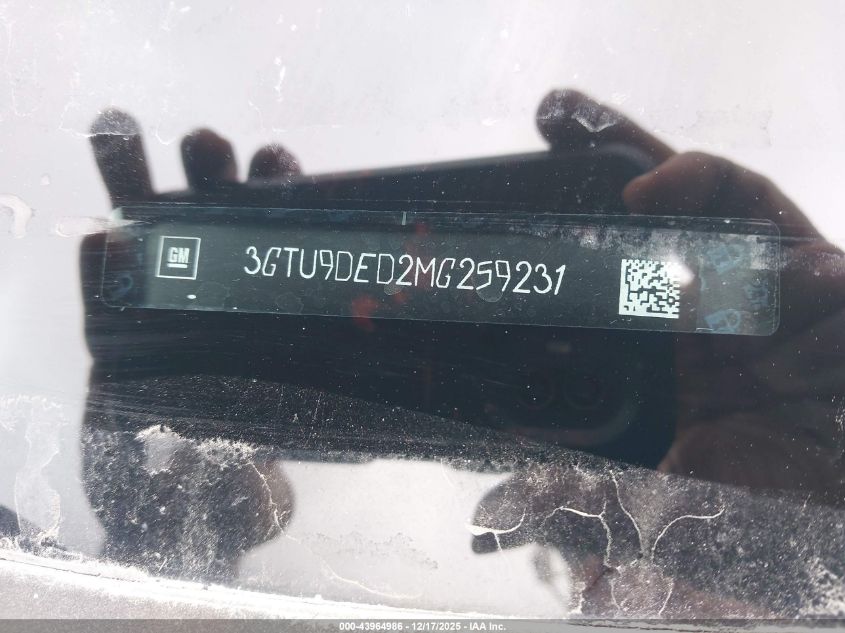 GM
3GTU9DED2MG259231
000-43964986 - 12/17/2025 - IAA Inc.